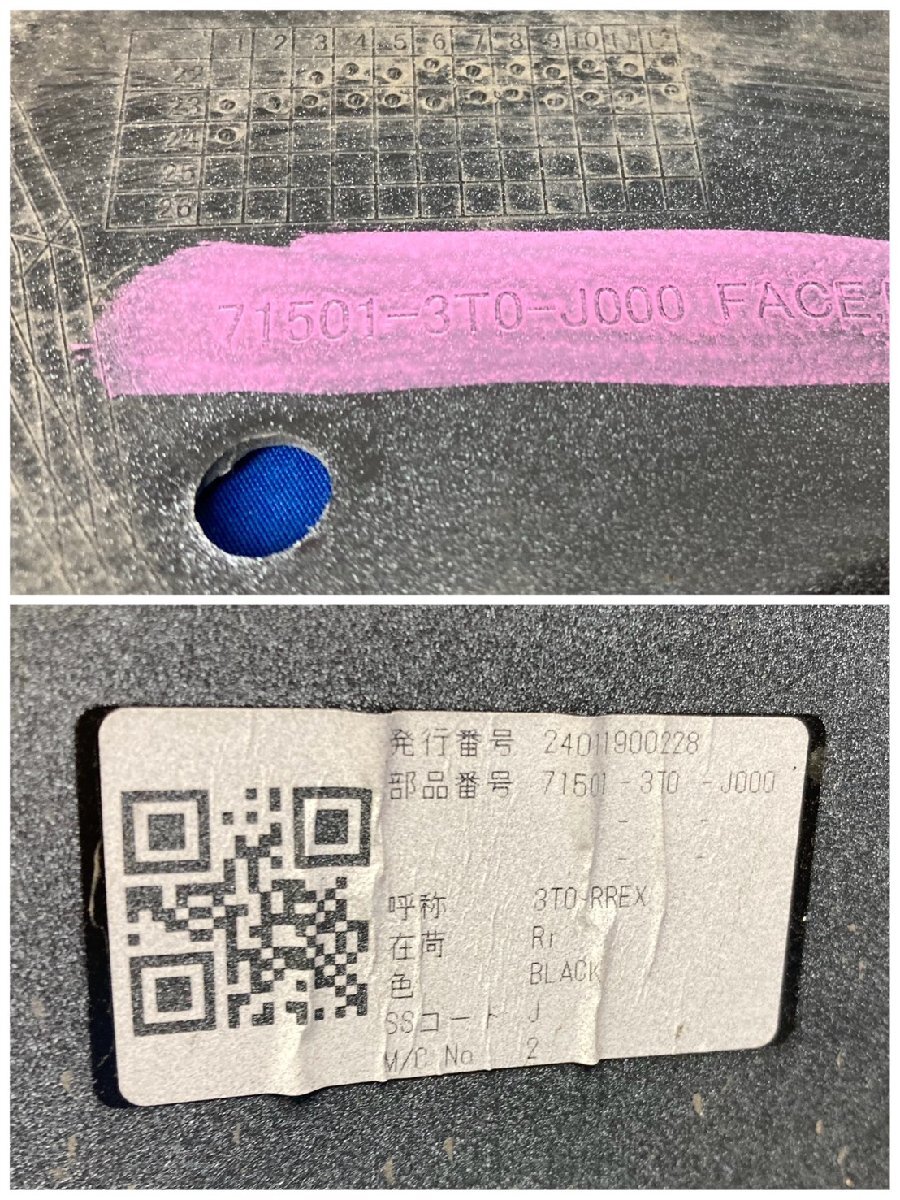 1 2 3 4 5 6 7 8 9 10 11 12
22
23
24
25
26
71501-3T0-J000 FACE,
発行番号 24011900228
部品番号 71501-3T0-J000
- -
- -
呼称 3T0-RREX
在荷 Rr
色 BLACK
SSコード J
M/C No 2